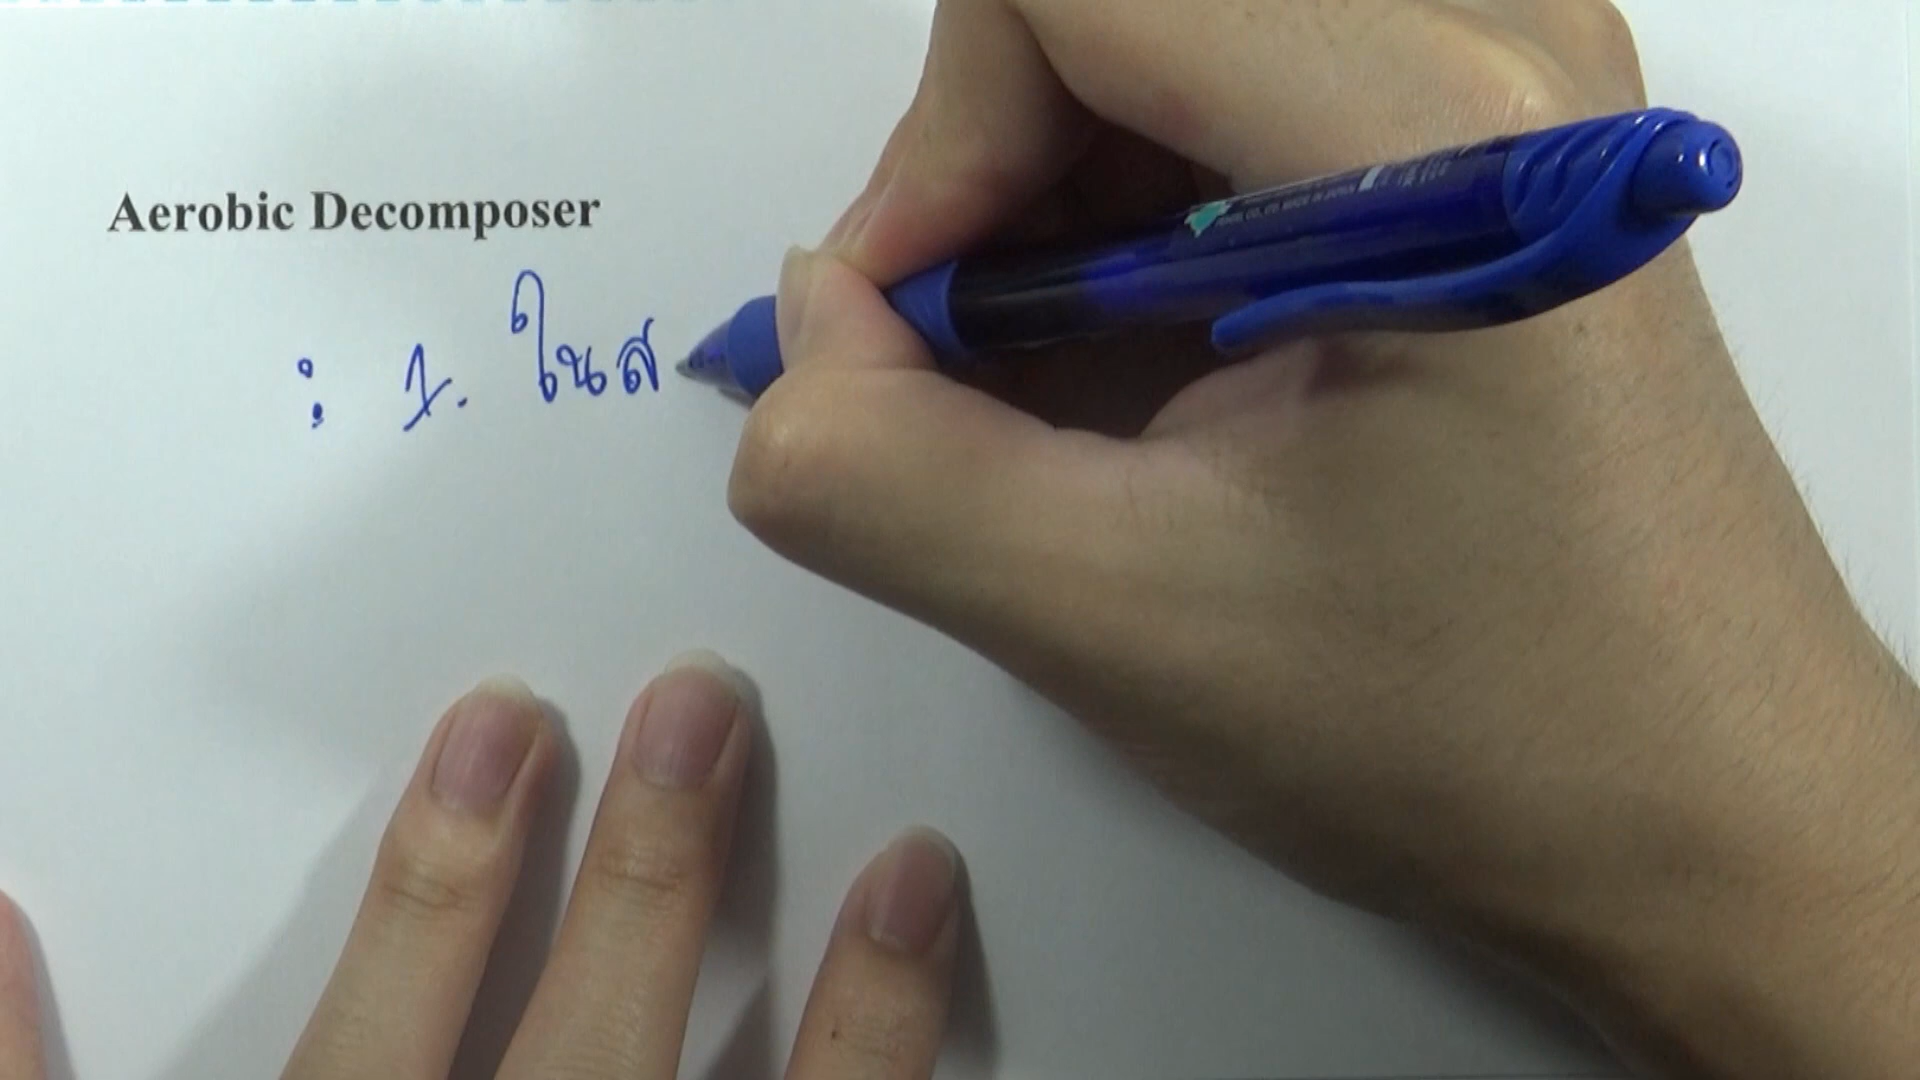 Aerobic Decomposer
: 1. ในส